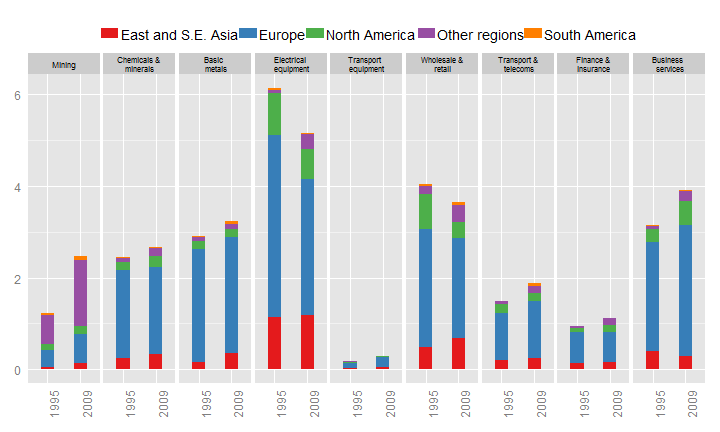 East and S.E. Asia Europe North America Other regions South America
Mining
Chemicals &
minerals
Basic
metals
Electrical
equipment
Transport
equipment
Wholesale &
retail
Transport &
telecoms
Finance &
insurance
Business
services
6
4
2
0
1995 2009 1995 2009 1995 2009 1995 2009 1995 2009 1995 2009 1995 2009 1995 2009 1995 2009